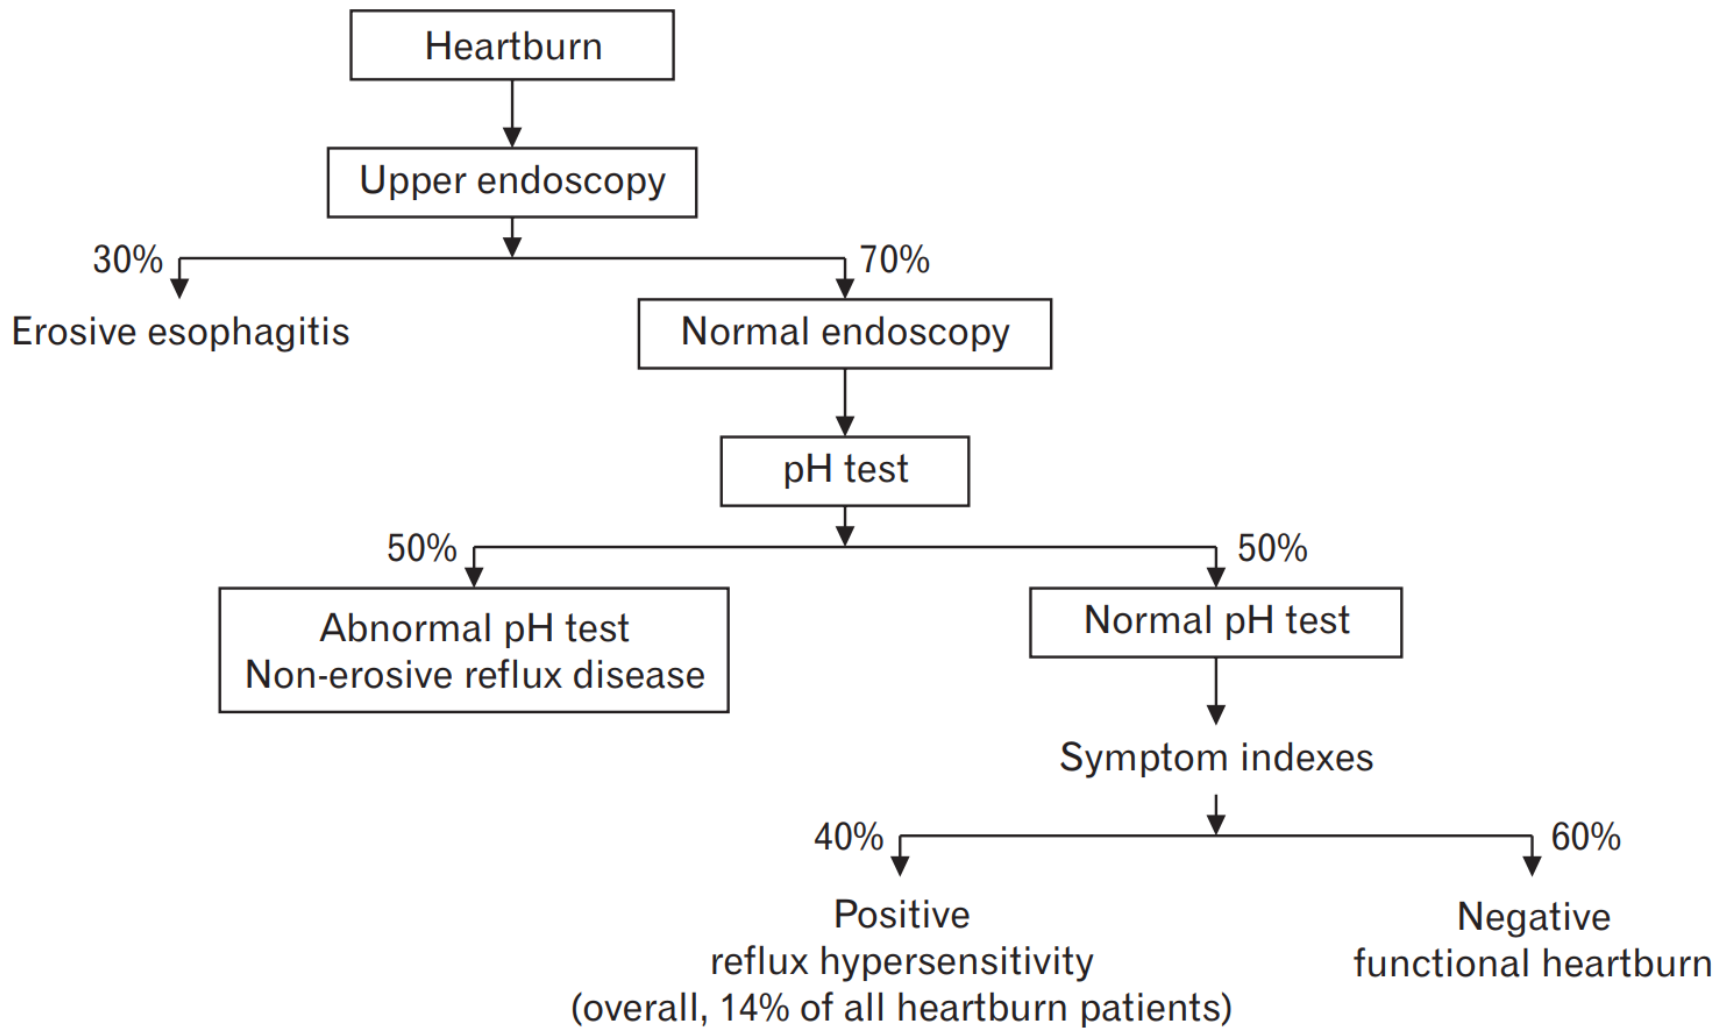 Heartburn
Upper endoscopy
30%
70%
Erosive esophagitis
Normal endoscopy
pH test
50%
50%
Abnormal pH test
Non-erosive reflux disease
Normal pH test
Symptom indexes
40%
60%
Positive
reflux hypersensitivity
(overall, 14% of all heartburn patients)
Negative
functional heartburn